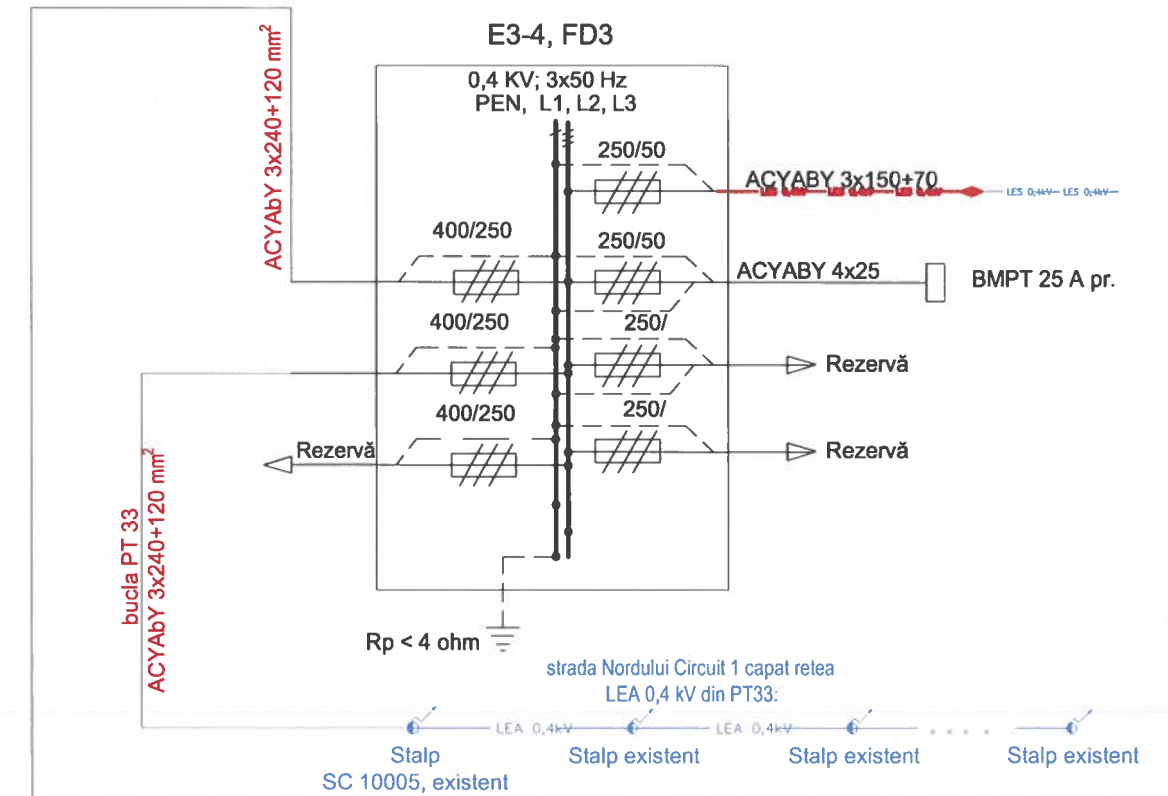 E3-4, FD3
0,4 KV; 3x50 Hz
PEN, L1, L2, L3
ACYAbY 3x240+120 mm²
250/50
ACYABY 3x150+70
LES 0,4kV LES 0,4kV
400/250
250/50
ACYABY 4x25
BMPT 25 A pr.
400/250
250/
Rezervă
400/250
250/
Rezervă
Rezervă
bucla PT 33
ACYAbY 3x240+120 mm²
Rp < 4 ohm
strada Nordului Circuit 1 capat retea
LEA 0,4 kV din PT33:
LEA 0,4kV
LEA 0,4kV
Stalp
SC 10005, existent
Stalp existent
Stalp existent
Stalp existent